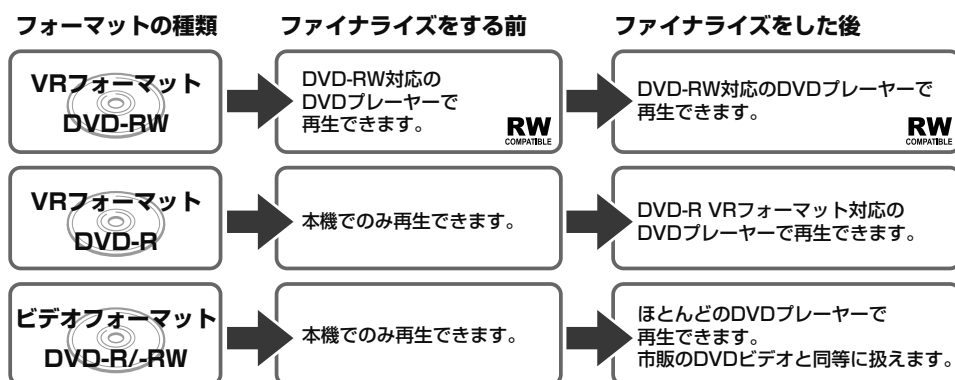 フォーマットの種類
ファイナライズをする前
ファイナライズをした後
VRフォーマット
DVD-RW
DVD-RW対応の
DVDプレーヤーで
再生できます。
RW
COMPATIBLE
DVD-RW対応のDVDプレーヤーで
再生できます。
RW
COMPATIBLE
VRフォーマット
DVD-R
本機でのみ再生できます。
DVD-R VRフォーマット対応の
DVDプレーヤーで再生できます。
ビデオフォーマット
DVD-R/-RW
本機でのみ再生できます。
ほとんどのDVDプレーヤーで
再生できます。
市販のDVDビデオと同等に扱えます。